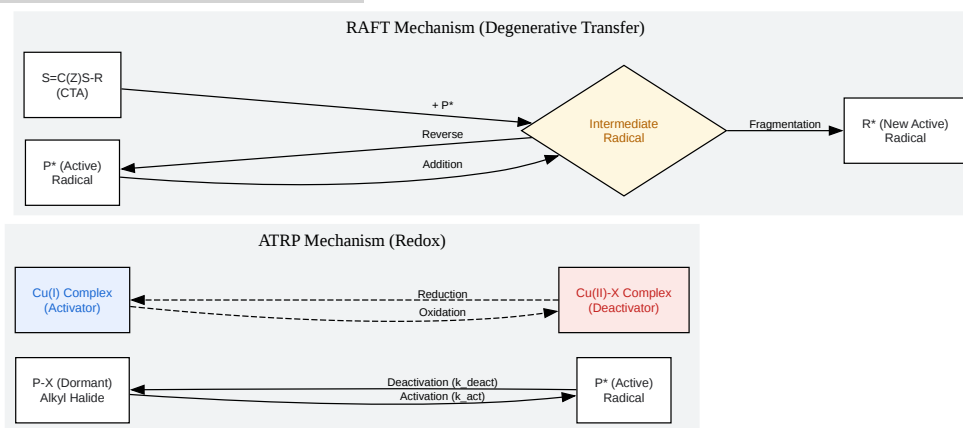 RAFT Mechanism (Degenerative Transfer)
S=C(Z)S-R
(CTA)
+ P*
Reverse
Addition
P* (Active)
Radical
Intermediate
Radical
Fragmentation
R* (New Active)
Radical
ATRP Mechanism (Redox)
Cu(I) Complex
(Activator)
Reduction
Oxidation
Cu(II)-X Complex
(Deactivator)
P-X (Dormant)
Alkyl Halide
Deactivation (k_deact)
Activation (k_act)
P* (Active)
Radical